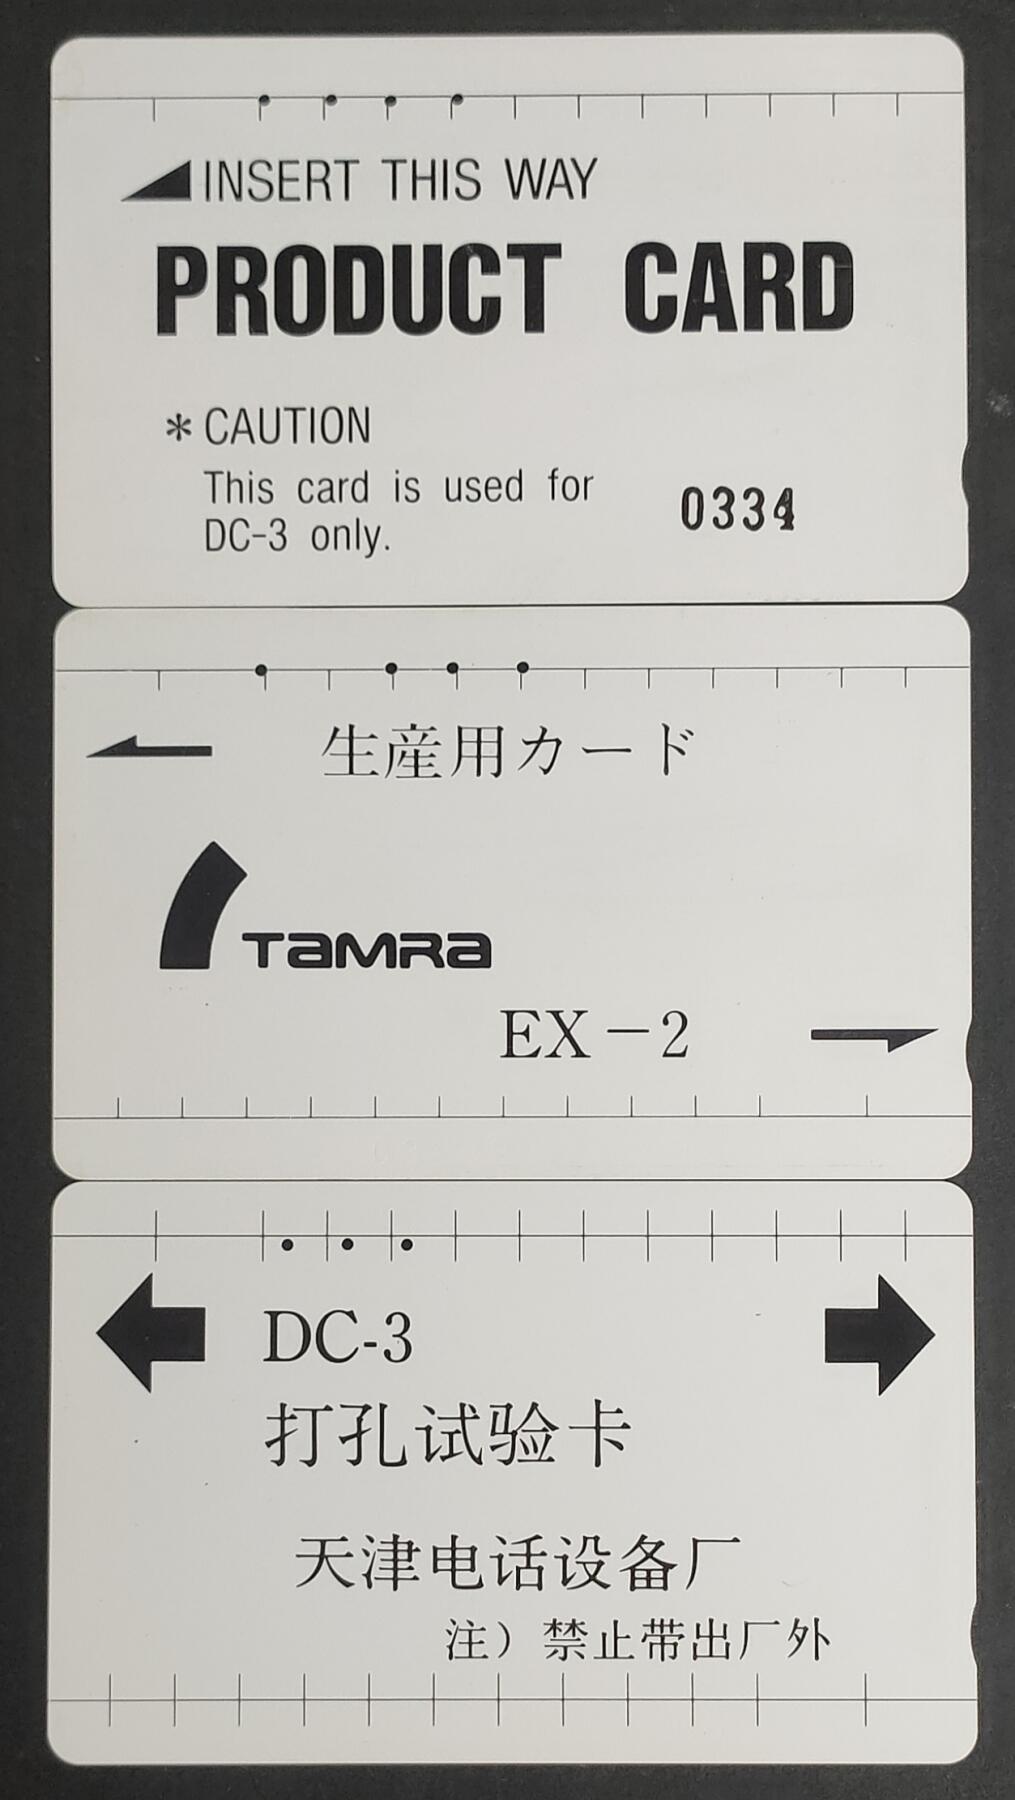 INSERT THIS WAY
PRODUCT CARD
*CAUTION
This card is used for
DC-3 only.
0334
生産用カード
TAMRA
EX－2
DC-3
打孔试验卡
天津电话设备厂
注）禁止带出厂外